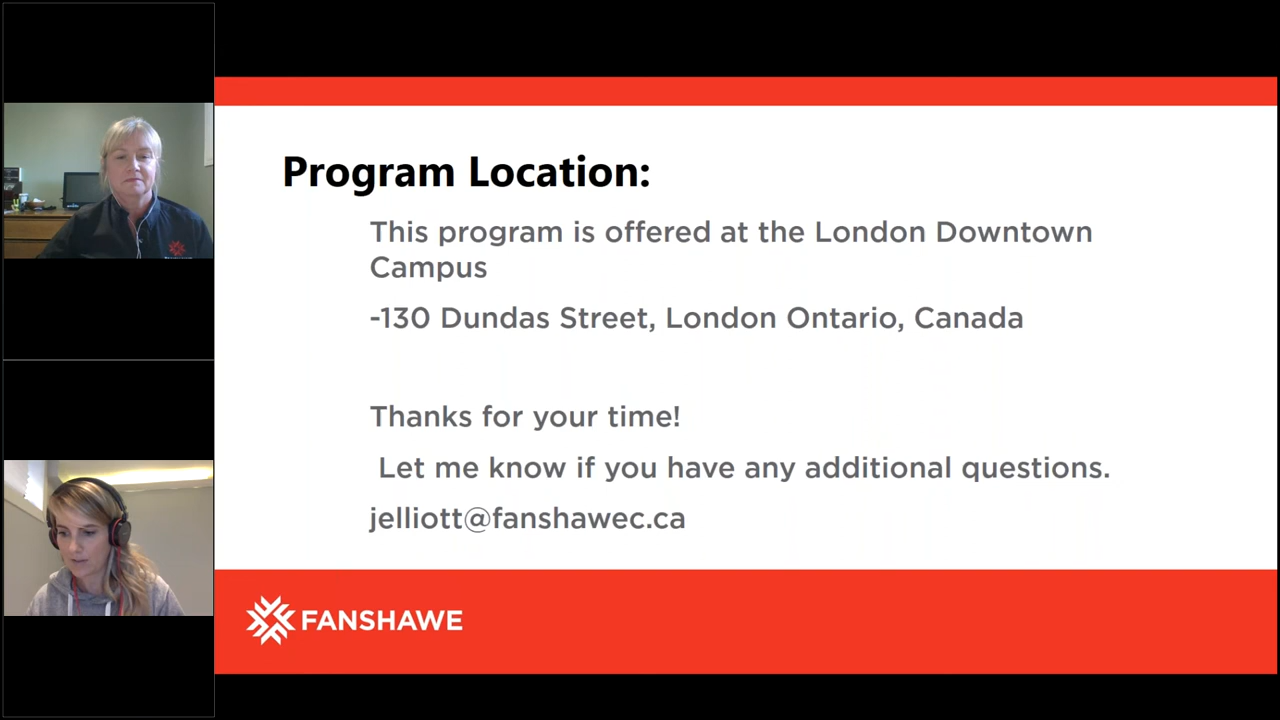 Program Location:
This program is offered at the London Downtown
Campus
-130 Dundas Street, London Ontario, Canada
Thanks for your time!
Let me know if you have any additional questions.
jelliott@fanshawec.ca
FANSHAWE